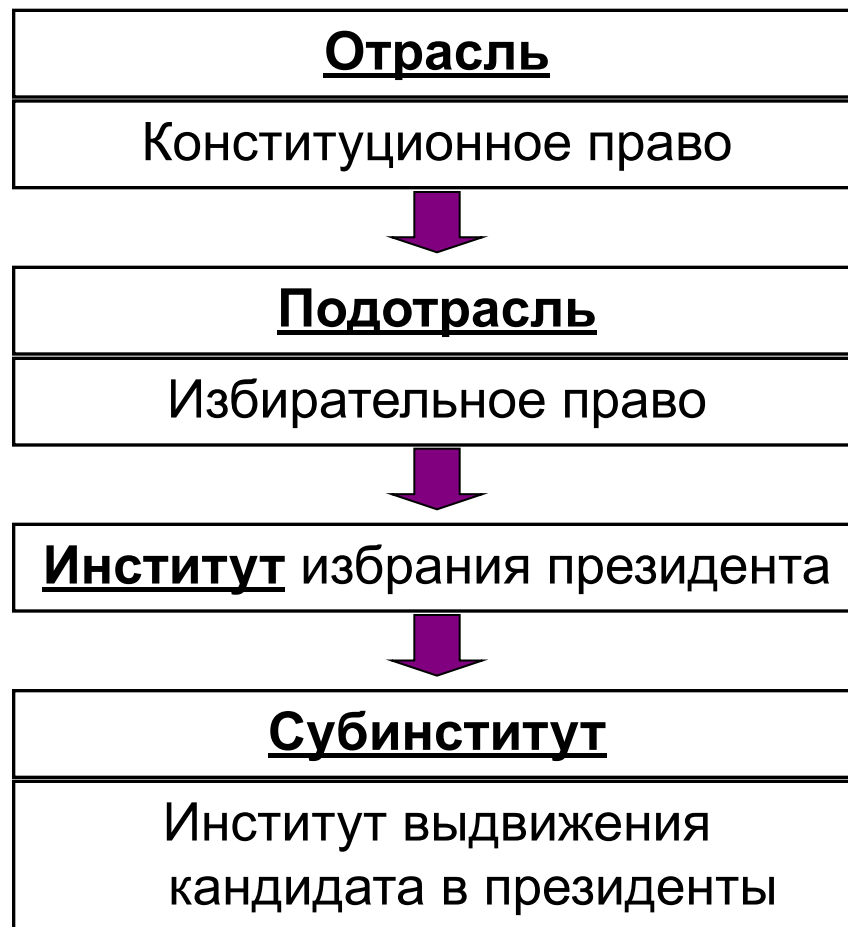 Отрасль
Конституционное право
Подотрасль
Избирательное право
Институт избрания президента
Субинститут
Институт выдвижения
кандидата в президенты